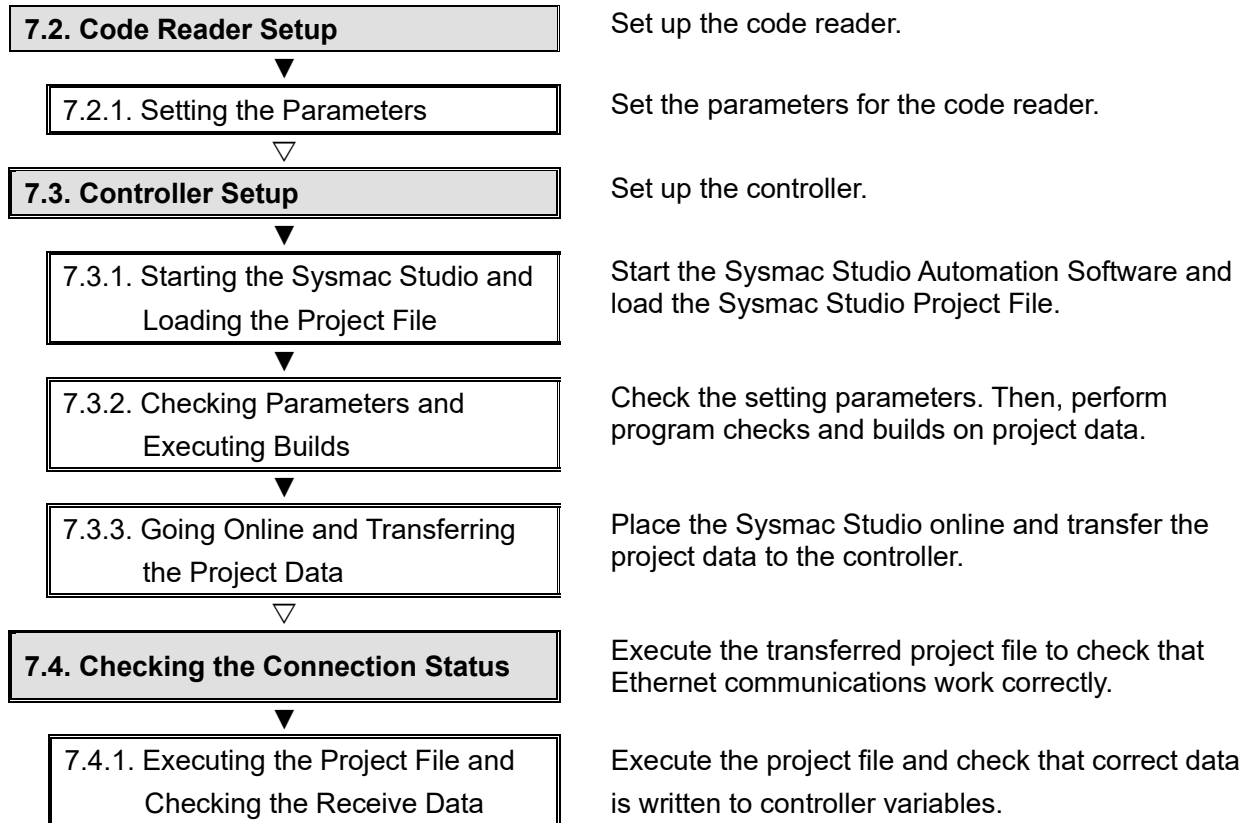 7.2. Code Reader Setup
Set up the code reader.
▼
7.2.1. Setting the Parameters
Set the parameters for the code reader.
▽
7.3. Controller Setup
Set up the controller.
▼
7.3.1. Starting the Sysmac Studio and
Loading the Project File
Start the Sysmac Studio Automation Software and
load the Sysmac Studio Project File.
▼
7.3.2. Checking Parameters and
Executing Builds
Check the setting parameters. Then, perform
program checks and builds on project data.
▼
7.3.3. Going Online and Transferring
the Project Data
Place the Sysmac Studio online and transfer the
project data to the controller.
▽
7.4. Checking the Connection Status
Execute the transferred project file to check that
Ethernet communications work correctly.
▼
7.4.1. Executing the Project File and
Checking the Receive Data
Execute the project file and check that correct data
is written to controller variables.